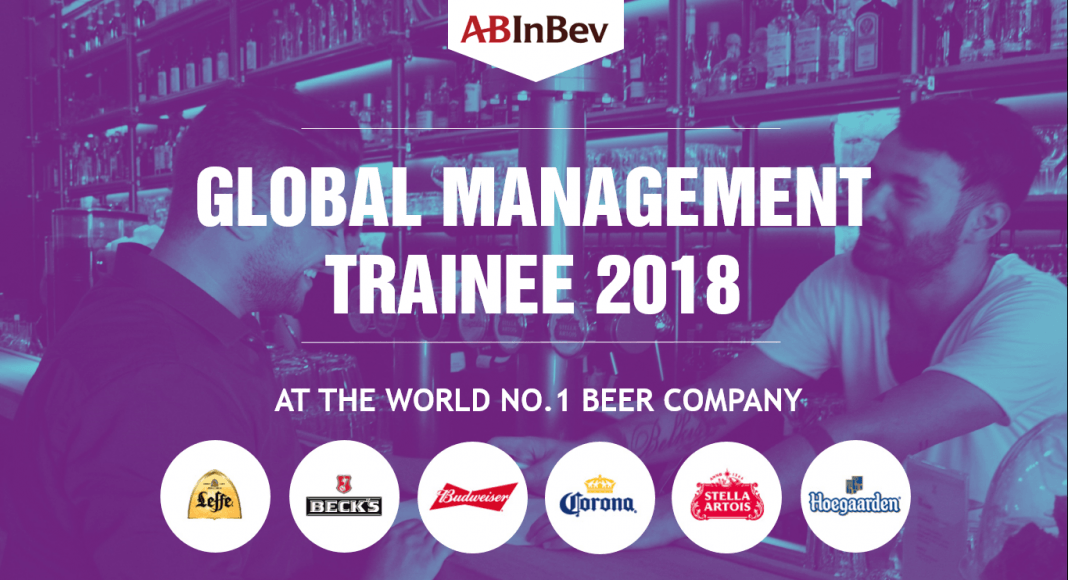 ABInBev
GLOBAL MANAGEMENT
TRAINEE 2018
AT THE WORLD NO.1 BEER COMPANY
Leffe
BECK'S
Budweiser
Corona
STELLA
ARTOIS
Hoegaarden